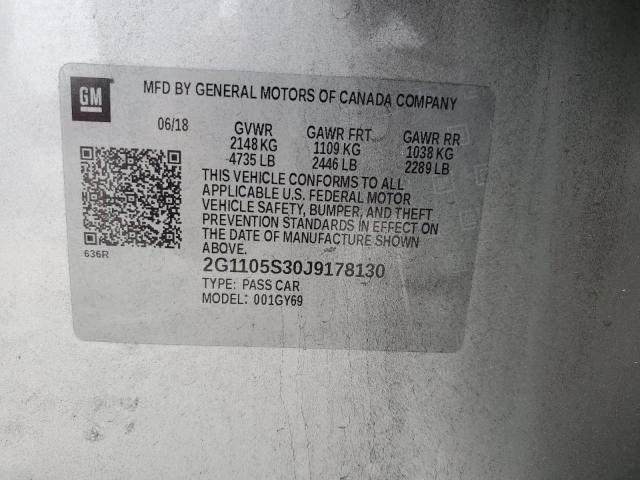 GM
MFD BY GENERAL MOTORS OF CANADA COMPANY
06/18 GVWR GAWR FRT GAWR RR
2148 KG 1109 KG 1038 KG
4735 LB 2446 LB 2289 LB
THIS VEHICLE CONFORMS TO ALL
APPLICABLE U.S. FEDERAL MOTOR
VEHICLE SAFETY, BUMPER, AND THEFT
PREVENTION STANDARDS IN EFFECT ON
THE DATE OF MANUFACTURE SHOWN
ABOVE.
636R
2G1105S30J9178130
TYPE: PASS CAR
MODEL: 001GY69